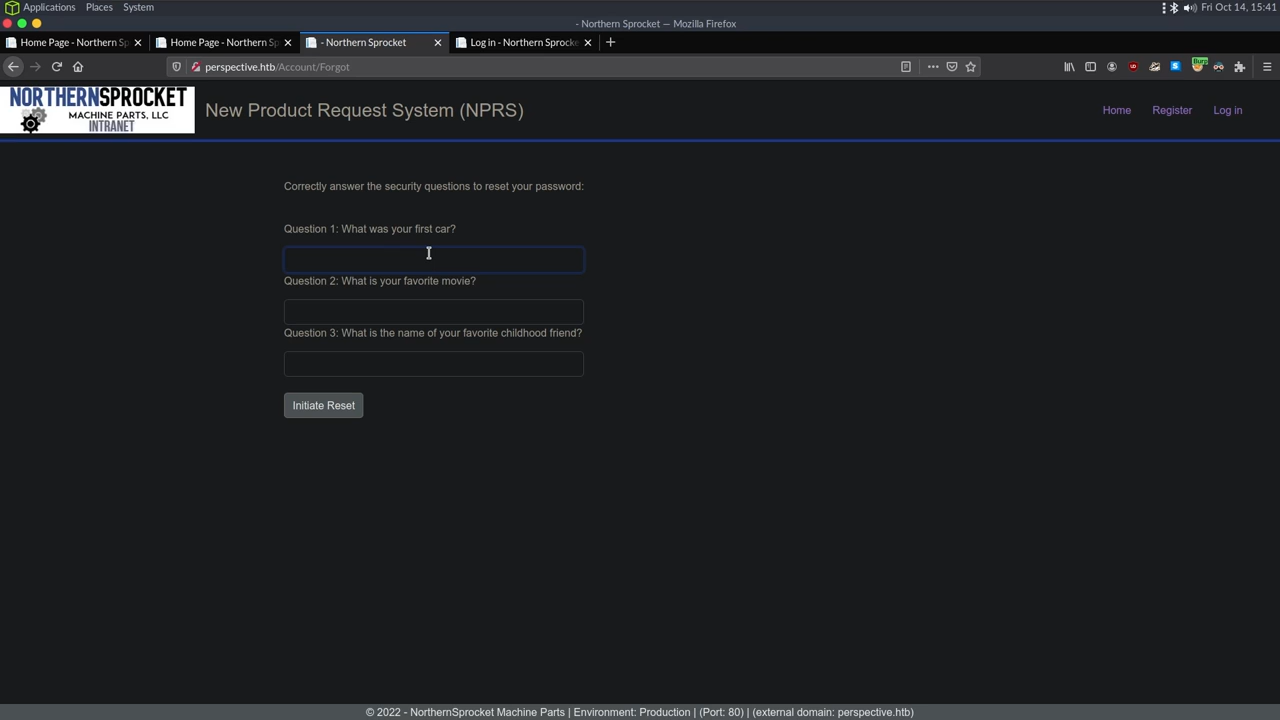 Applications Places System Fri Oct 14, 15:41
- Northern Sprocket — Mozilla Firefox
Home Page - Northern Sp Home Page - Northern Sp - Northern Sprocket Log in - Northern Sprocke
perspective.htb/Account/Forgot
Burp
NORTHERNSPROCKET
MACHINE PARTS, LLC
INTRANET
New Product Request System (NPRS)
Home Register Log in
Correctly answer the security questions to reset your password:
Question 1: What was your first car?
Question 2: What is your favorite movie?
Question 3: What is the name of your favorite childhood friend?
Initiate Reset
© 2022 - NorthernSprocket Machine Parts | Environment: Production | (Port: 80) | (external domain: perspective.htb)